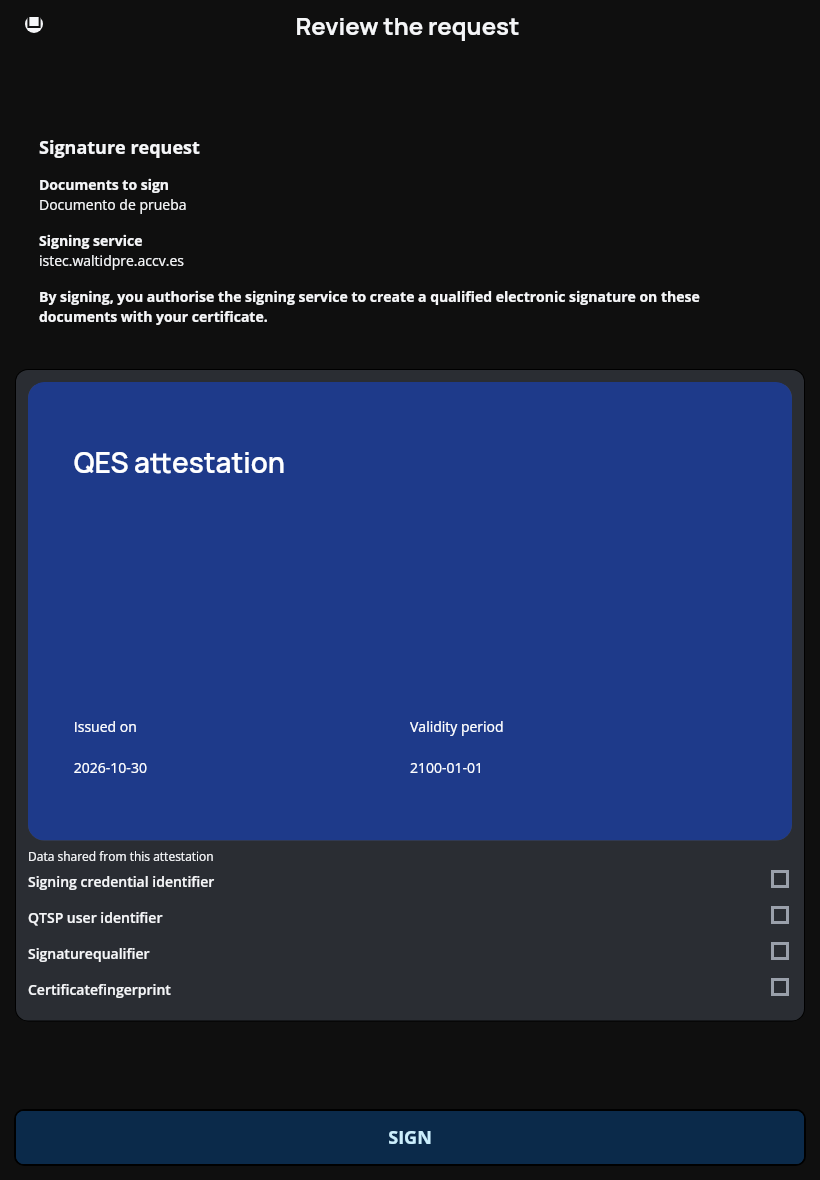 Review the request
Signature request
Documents to sign
Documento de prueba
Signing service
istec.waltidpre.accv.es
By signing, you authorise the signing service to create a qualified electronic signature on these
documents with your certificate.
QES attestation
Issued on
Validity period
2026-10-30
2100-01-01
Data shared from this attestation
Signing credential identifier
QTSP user identifier
Signaturequalifier
Certificatefingerprint
SIGN